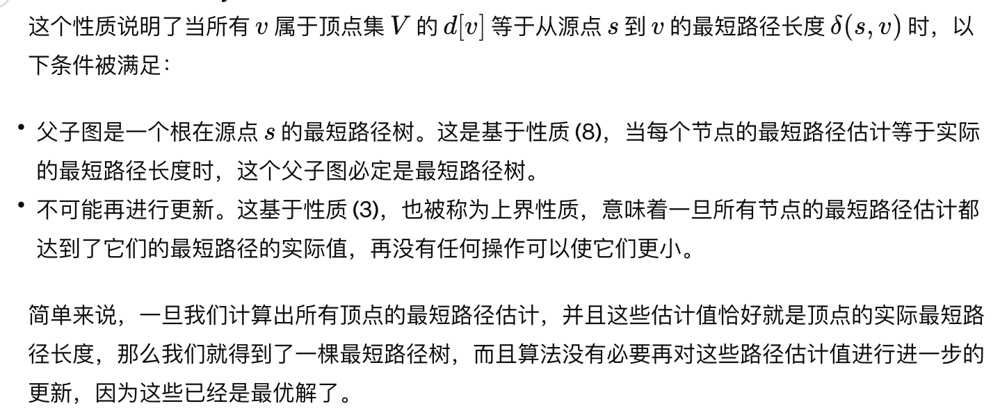 这个性质说明了当所有 v 属于顶点集 V 的 d[v] 等于从源点 s 到 v 的最短路径长度 δ(s, v) 时，以
下条件被满足：
• 父子图是一个根在源点 s 的最短路径树。这是基于性质 (8)，当每个节点的最短路径估计等于实际
的最短路径长度时，这个父子图必定是最短路径树。
• 不可能再进行更新。这基于性质 (3)，也被称为上界性质，意味着一旦所有节点的最短路径估计都
达到了它们的最短路径的实际值，再没有任何操作可以使它们更小。
简单来说，一旦我们计算出所有顶点的最短路径估计，并且这些估计值恰好就是顶点的实际最短路
径长度，那么我们就得到了一棵最短路径树，而且算法没有必要再对这些路径估计值进行进一步的
更新，因为这些已经是最优解了。